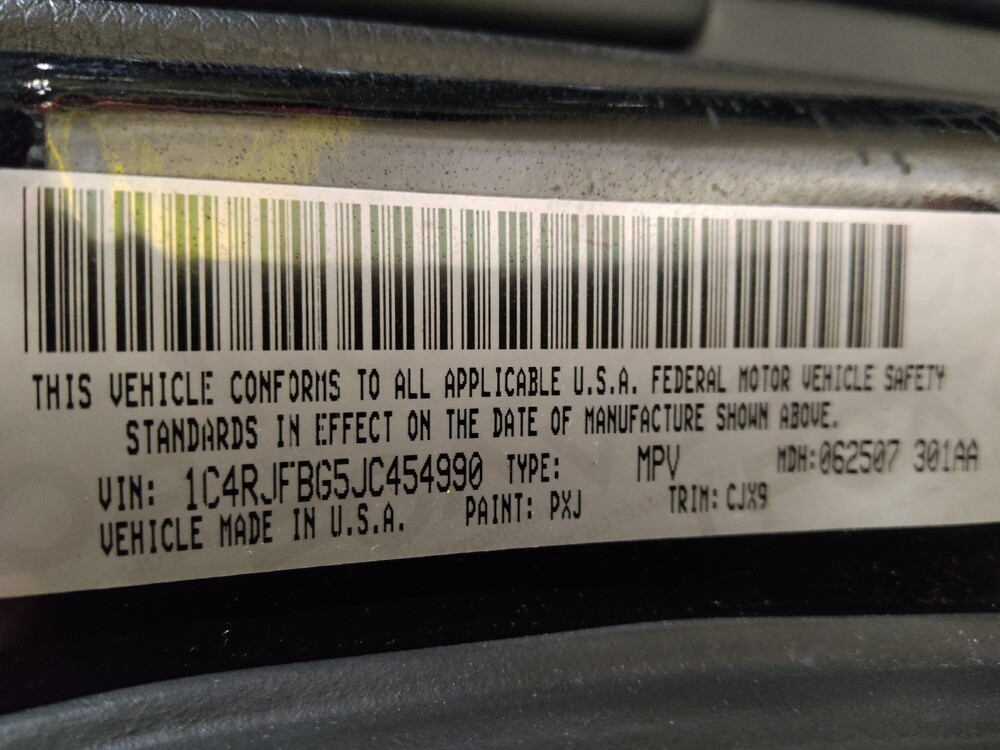 THIS VEHICLE CONFORMS TO ALL APPLICABLE U.S.A. FEDERAL MOTOR VEHICLE SAFETY
STANDARDS IN EFFECT ON THE DATE OF MANUFACTURE SHOWN ABOVE.
VIN: 1C4RJFBG5JC454990 TYPE: MPV MDH:062507 301AA
VEHICLE MADE IN U.S.A. PAINT: PXJ TRIM: CJX9